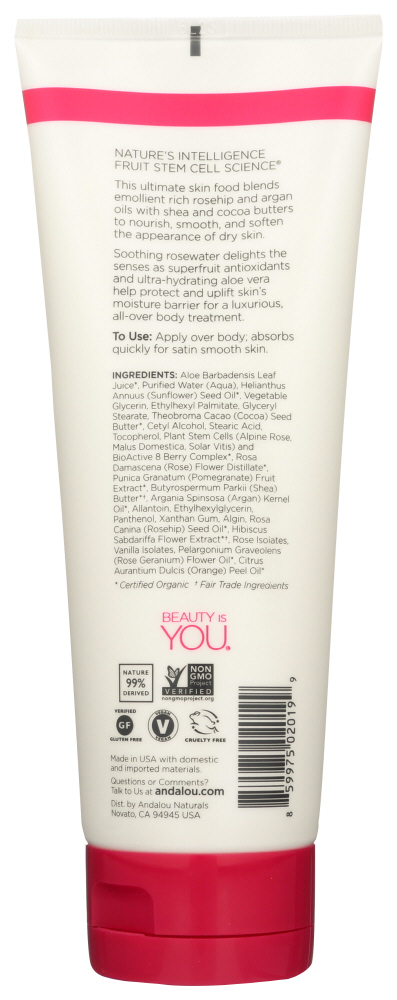 NATURE'S INTELLIGENCE
FRUIT STEM CELL SCIENCE®
This ultimate skin food blends
emollient rich rosehip and argan
oils with shea and cocoa butters
to nourish, smooth, and soften
the appearance of dry skin.
Soothing rosewater delights the
senses as superfruit antioxidants
and ultra-hydrating aloe vera
help protect and uplift skin's
moisture barrier for a luxurious,
all-over body treatment.
To Use: Apply over body; absorbs
quickly for satin smooth skin.
INGREDIENTS: Aloe Barbadensis Leaf
Juice*, Purified Water (Aqua), Helianthus
Annuus (Sunflower) Seed Oil*, Vegetable
Glycerin, Ethylhexyl Palmitate, Glyceryl
Stearate, Theobroma Cacao (Cocoa) Seed
Butter*, Cetyl Alcohol, Stearic Acid,
Tocopherol, Plant Stem Cells (Alpine Rose,
Malus Domestica, Solar Vitis) and
BioActive 8 Berry Complex*, Rosa
Damascena (Rose) Flower Distillate*,
Punica Granatum (Pomegranate) Fruit
Extract*, Butyrospermum Parkii (Shea)
Butter*†, Argania Spinsosa (Argan) Kernel
Oil*, Allantoin, Ethylhexylglycerin,
Panthenol, Xanthan Gum, Algin, Rosa
Canina (Rosehip) Seed Oil*, Hibiscus
Sabdariffa Flower Extract*†, Rose Isolates,
Vanilla Isolates, Pelargonium Graveolens
(Rose Geranium) Flower Oil*, Citrus
Aurantium Dulcis (Orange) Peel Oil*
* Certified Organic † Fair Trade Ingredients
BEAUTY is
YOU®
NATURE
99%
DERIVED
NON
GMO
Project
VERIFIED
nongmoproject.org
VERIFIED
GF
GLUTEN FREE
VEGAN
V
VEGAN
CRUELTY FREE
Made in USA with domestic
and imported materials.
Questions or Comments?
Talk to Us at andalou.com
Dist. by Andalou Naturals
Novato, CA 94945 USA
8 59975 02019 9